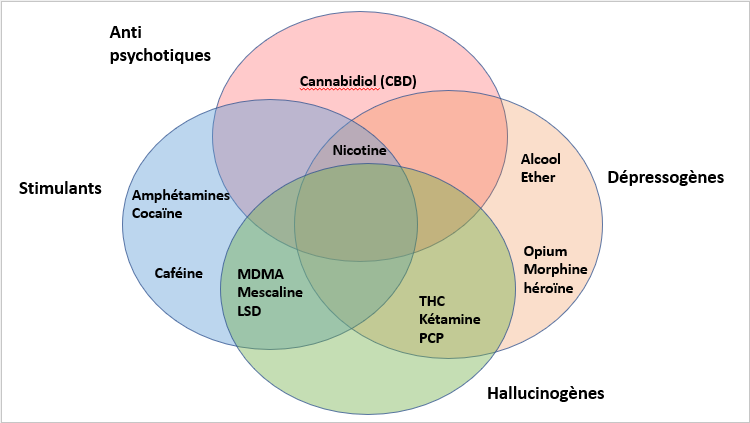 Anti
psychotiques
Cannabidiol (CBD)
Nicotine
Alcool
Ether
Dépressogènes
Stimulants
Amphétamines
Cocaïne
Caféine
Opium
Morphine
héroïne
MDMA
Mescaline
LSD
THC
Kétamine
PCP
Hallucinogènes